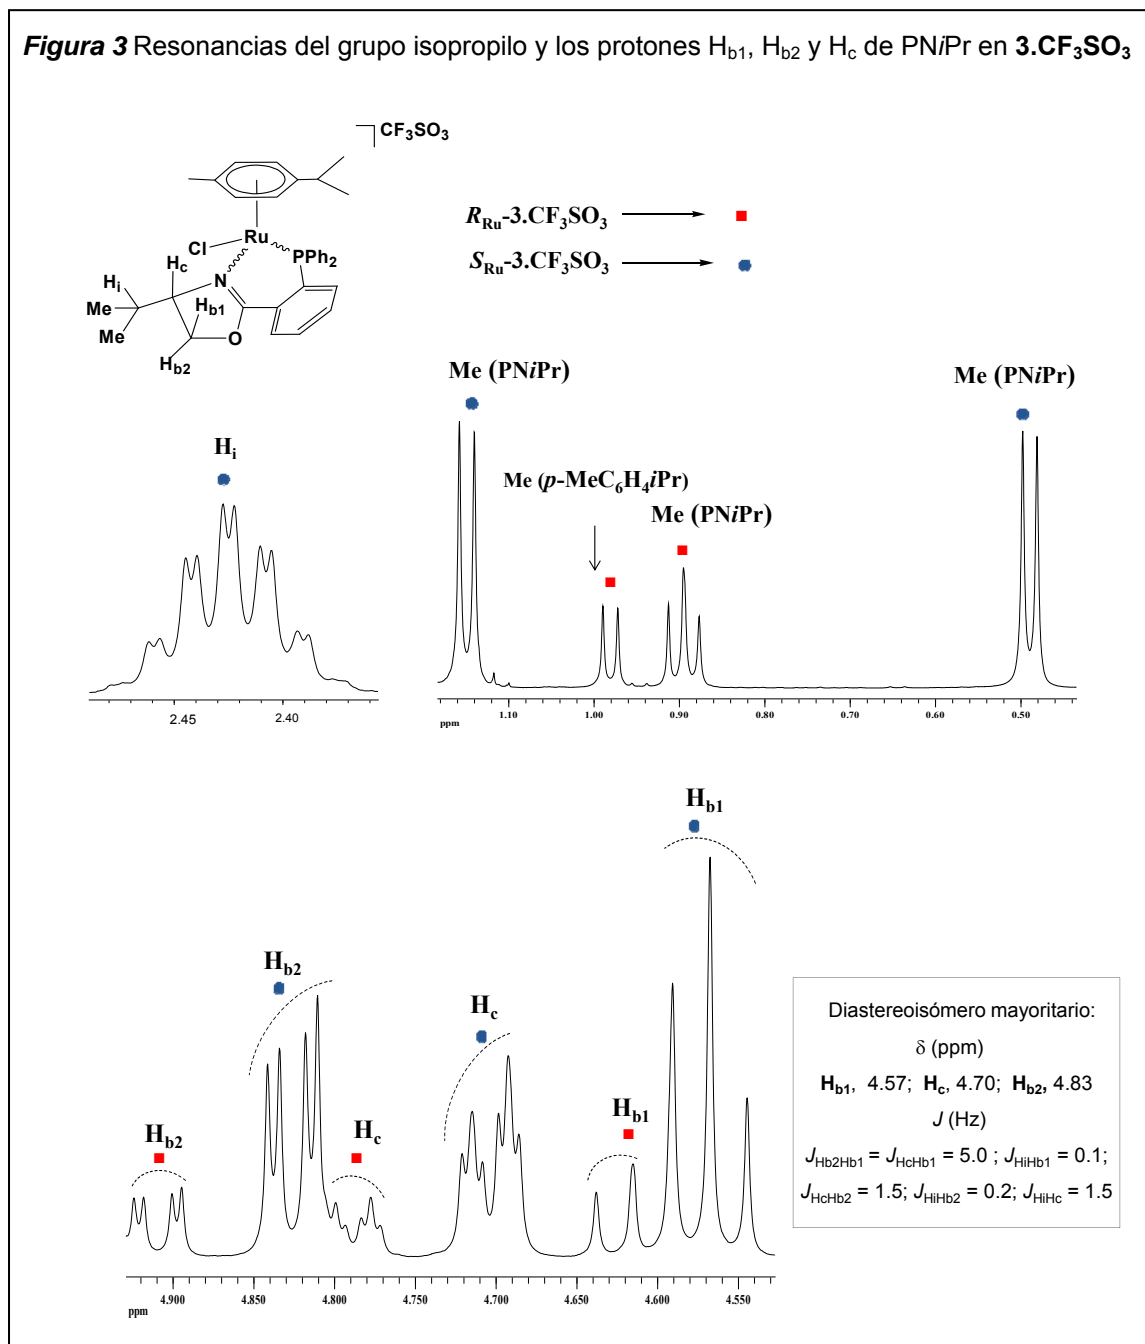 Figura 3 Resonancias del grupo isopropilo y los protones Hb1, Hb2 y Hc de PNiPr en 3.CF3SO3
CF3SO3
Ru
Cl
PPh2
Hc
Hi
N
Me
Hb1
Me
O
Hb2
RRu-3.CF3SO3
SRu-3.CF3SO3
Me (PNiPr)
Me (PNiPr)
Hi
Me (p-MeC6H4iPr)
Me (PNiPr)
2.45 2.40
ppm 1.10 1.00 0.90 0.80 0.70 0.60 0.50
Hb1
Hb2
Hc
Hb2
Hc
Hb1
4.900 4.850 4.800 4.750 4.700 4.650 4.600 4.550
ppm
Diastereoisómero mayoritario:
δ (ppm)
Hb1, 4.57; Hc, 4.70; Hb2, 4.83
J (Hz)
JHb2Hb1 = JHcHb1 = 5.0 ; JHiHb1 = 0.1;
JHcHb2 = 1.5; JHiHb2 = 0.2; JHiHc = 1.5